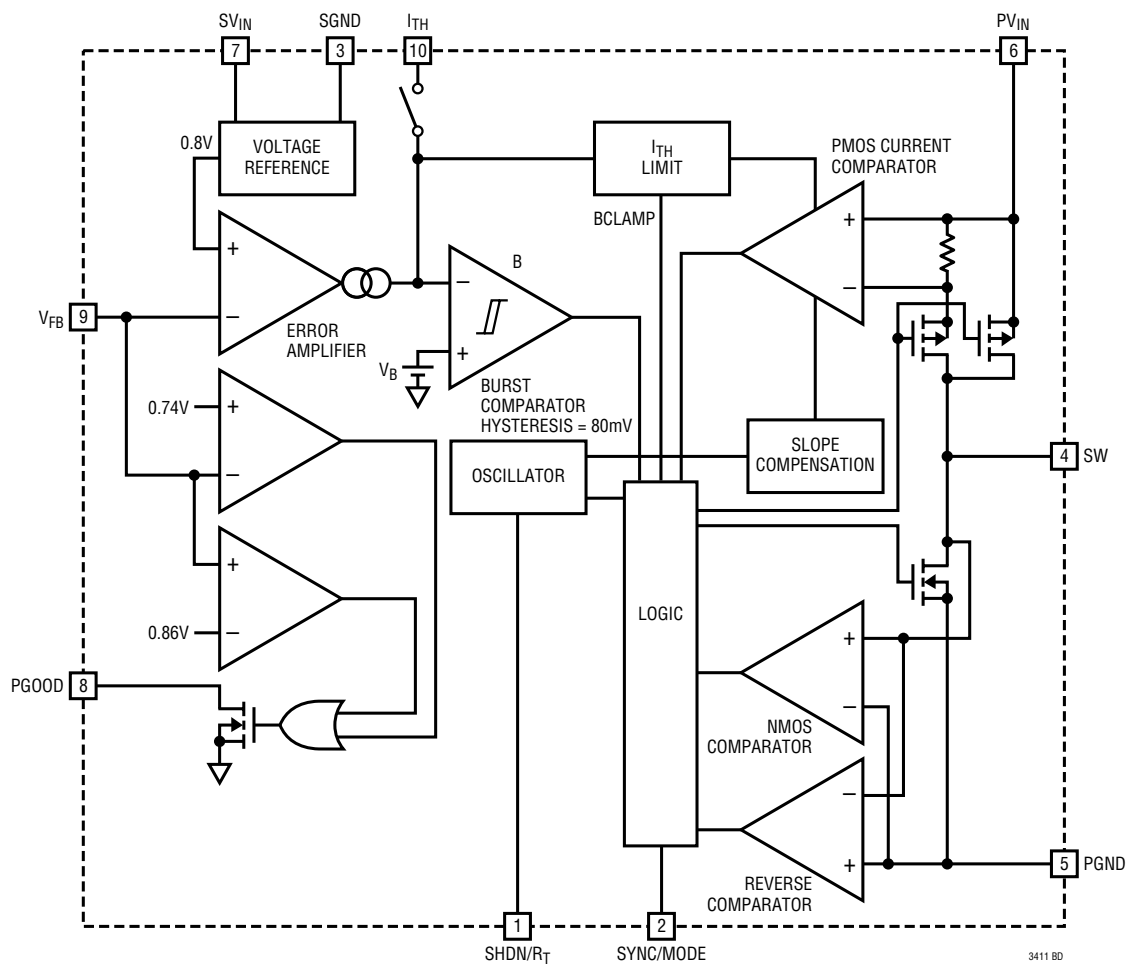 SVIN
SGND
ITH
PVIN
7
3
10
6
0.8V
VOLTAGE
REFERENCE
ITH
LIMIT
PMOS CURRENT
COMPARATOR
BCLAMP
+
+
B
–
–
VFB
9
–
ERROR
AMPLIFIER
+
VB
0.74V
+
BURST
COMPARATOR
HYSTERESIS = 80mV
SLOPE
COMPENSATION
4
SW
–
OSCILLATOR
+
LOGIC
0.86V
–
+
PGOOD
8
–
NMOS
COMPARATOR
–
+
5
PGND
REVERSE
COMPARATOR
1
2
SHDN/RT
SYNC/MODE
3411 BD